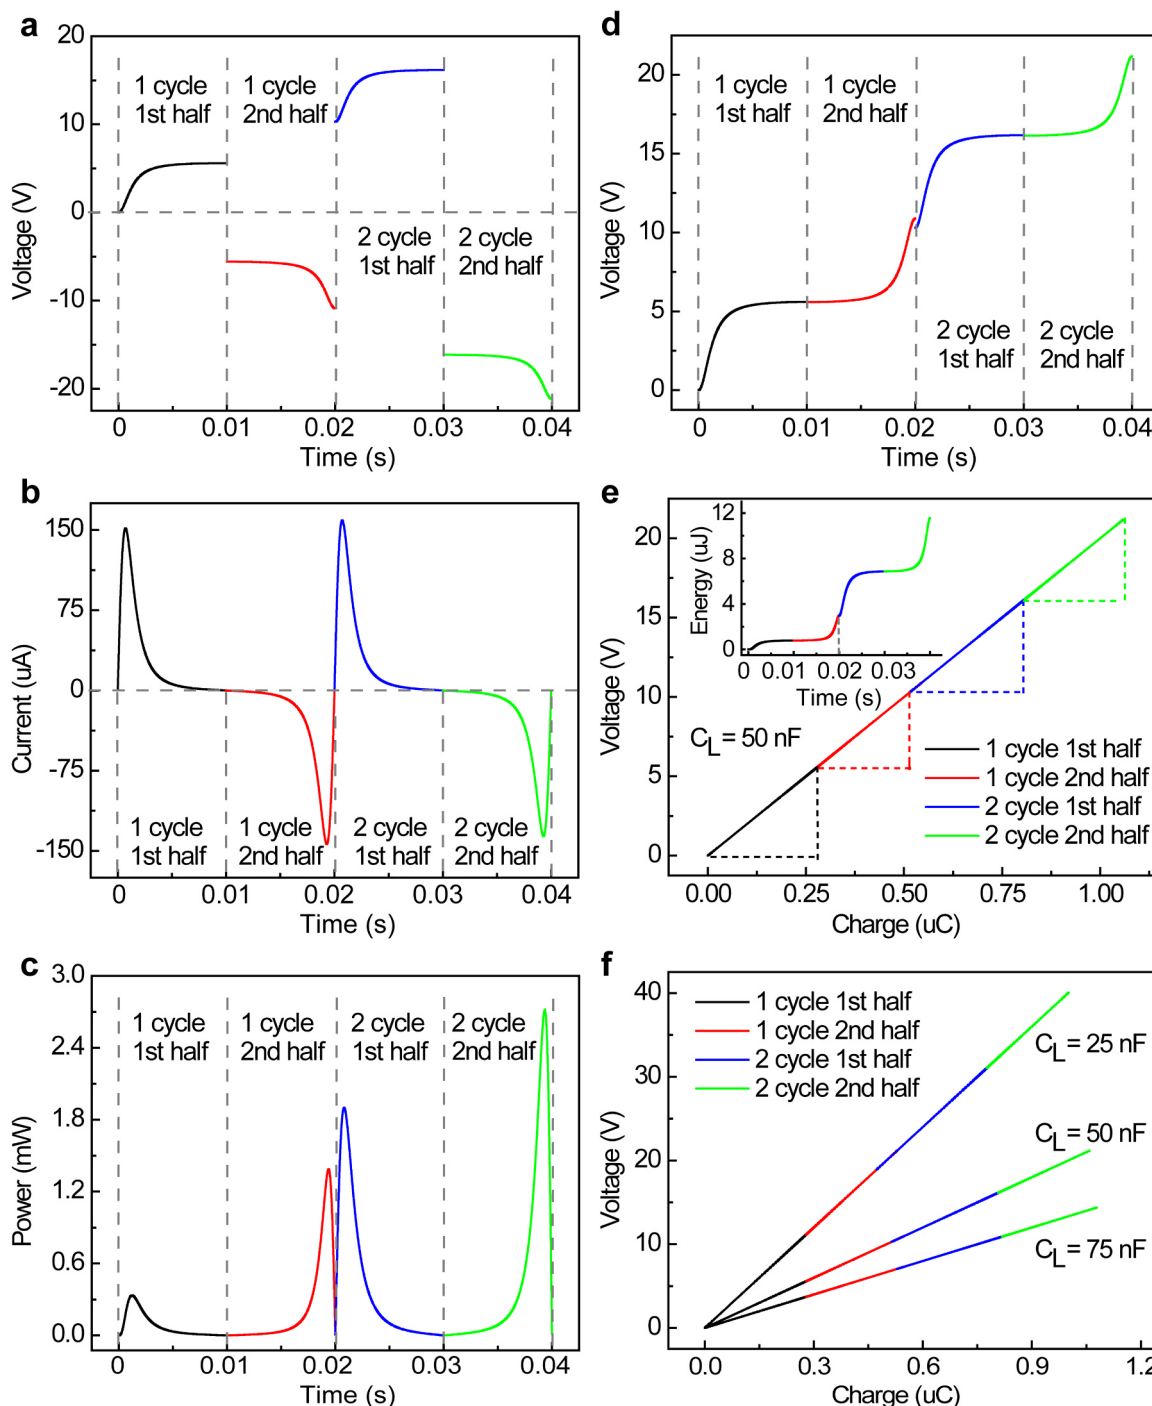 a
20
10
0
-10
-20
Voltage (V)
1 cycle
1st half
1 cycle
2nd half
2 cycle
1st half
2 cycle
2nd half
0 0.01 0.02 0.03 0.04
Time (s)
d
20
15
10
5
0
Voltage (V)
1 cycle
1st half
1 cycle
2nd half
2 cycle
1st half
2 cycle
2nd half
0 0.01 0.02 0.03 0.04
Time (s)
b
150
75
0
-75
-150
Current (uA)
1 cycle
1st half
1 cycle
2nd half
2 cycle
1st half
2 cycle
2nd half
0 0.01 0.02 0.03 0.04
Time (s)
e
20
15
10
5
0
Voltage (V)
12
8
4
0
Energy (uJ)
0 0.01 0.02 0.03
Time (s)
CL = 50 nF
1 cycle 1st half
1 cycle 2nd half
2 cycle 1st half
2 cycle 2nd half
0.00 0.25 0.50 0.75 1.00
Charge (uC)
c
3.0
2.4
1.8
1.2
0.6
0.0
Power (mW)
1 cycle
1st half
1 cycle
2nd half
2 cycle
1st half
2 cycle
2nd half
0 0.01 0.02 0.03 0.04
Time (s)
f
40
30
20
10
0
Voltage (V)
1 cycle 1st half
1 cycle 2nd half
2 cycle 1st half
2 cycle 2nd half
CL = 25 nF
CL = 50 nF
CL = 75 nF
0.0 0.3 0.6 0.9 1.2
Charge (uC)